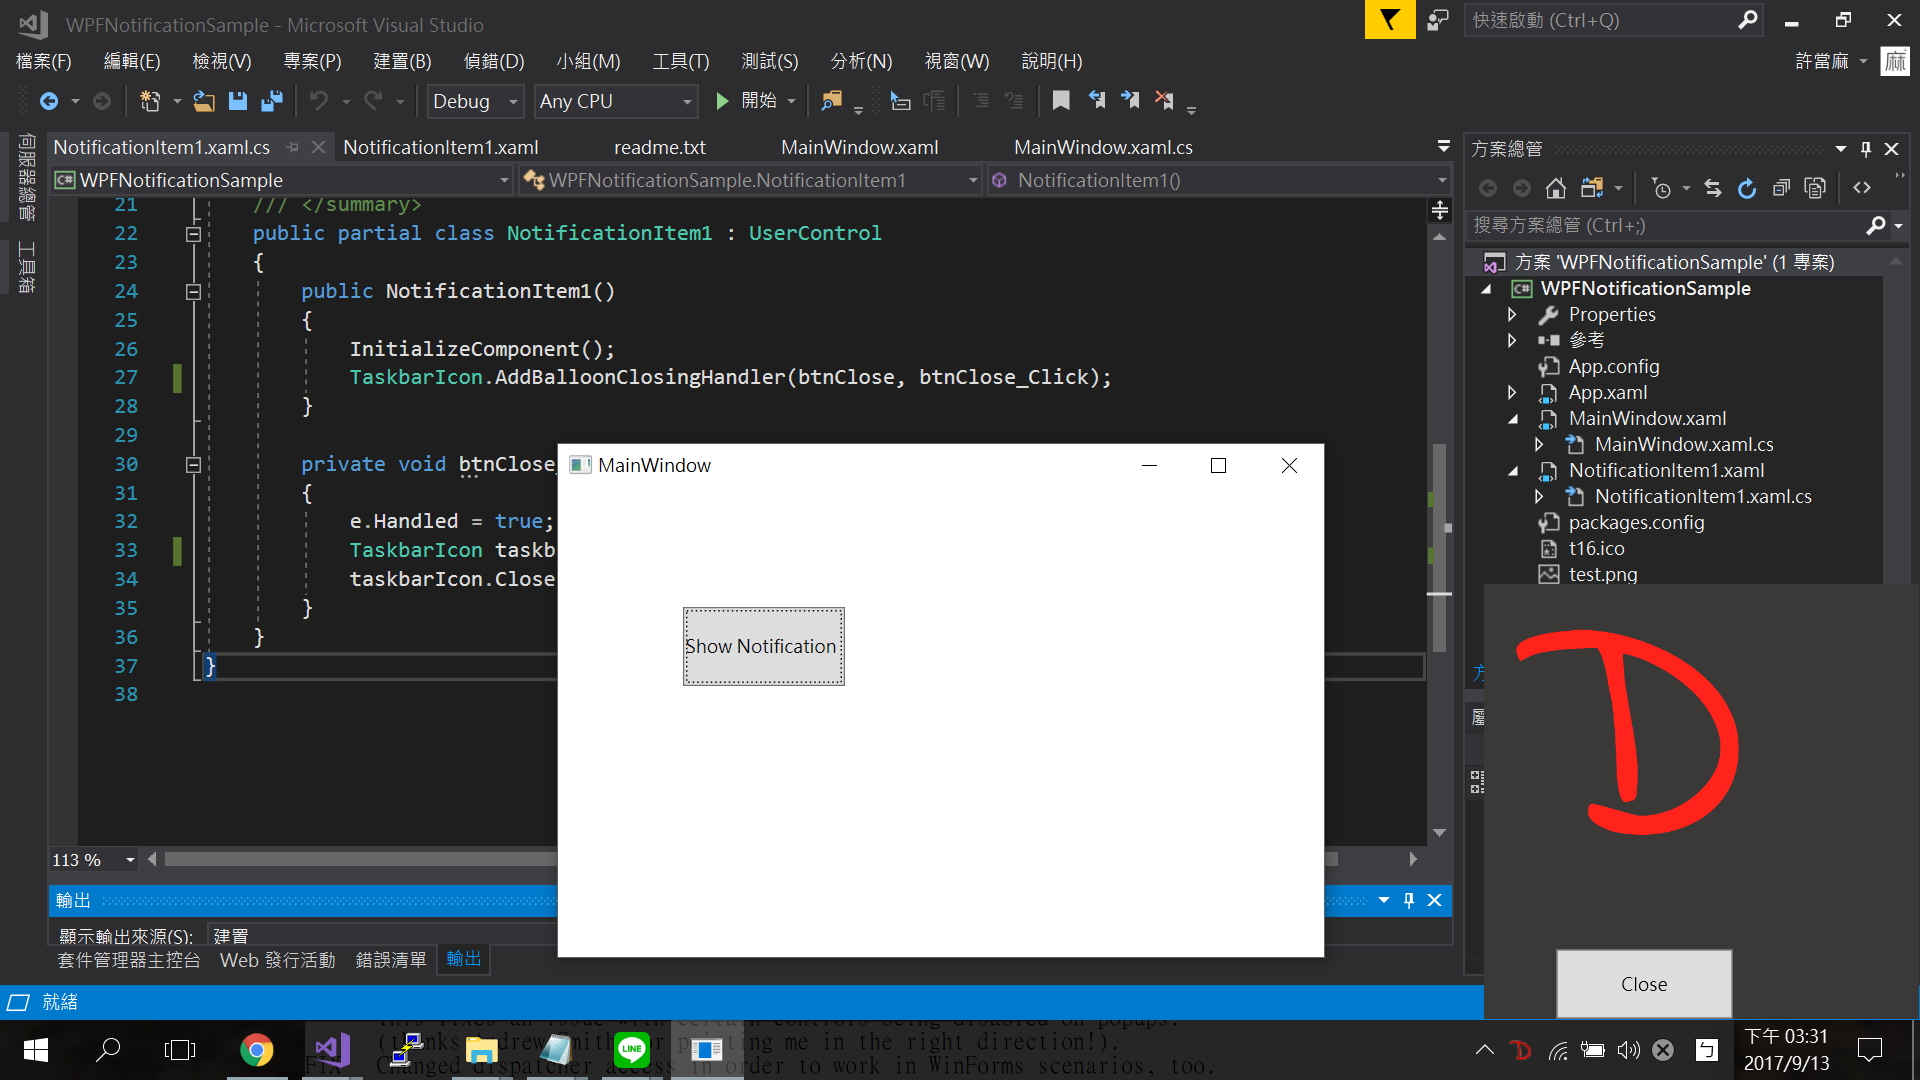 WPFNotificationSample - Microsoft Visual Studio
快速啟動 (Ctrl+Q)
檔案(F) 編輯(E) 檢視(V) 專案(P) 建置(B) 偵錯(D) 小組(M) 工具(T) 測試(S) 分析(N) 視窗(W) 說明(H)
許當麻 麻
Debug Any CPU 開始
伺服器總管
工具箱
NotificationItem1.xaml.cs NotificationItem1.xaml readme.txt MainWindow.xaml MainWindow.xaml.cs
WPFNotificationSample WPFNotificationSample.NotificationItem1 NotificationItem1()
21 /// </summary>
22 public partial class NotificationItem1 : UserControl
23 {
24 public NotificationItem1()
25 {
26 InitializeComponent();
27 TaskbarIcon.AddBalloonClosingHandler(btnClose, btnClose_Click);
28 }
29
30 private void btnClose_
31 {
32 e.Handled = true;
33 TaskbarIcon taskb
34 taskbarIcon.Close
35 }
36 }
37 }
38
113 %
輸出
顯示輸出來源(S): 建置
套件管理器主控台 Web 發行活動 錯誤清單 輸出
就緒
MainWindow
Show Notification
方案總管
搜尋方案總管 (Ctrl+;)
方案 'WPFNotificationSample' (1 專案)
C# WPFNotificationSample
Properties
參考
App.config
App.xaml
MainWindow.xaml
MainWindow.xaml.cs
NotificationItem1.xaml
NotificationItem1.xaml.cs
packages.config
t16.ico
test.png
方
屬
D
Close
(thanks
me in the right direction!).
Changed dispatcher access in order to work in WinForms scenarios, too.
LINE
D
ㄅ
下午 03:31
2017/9/13